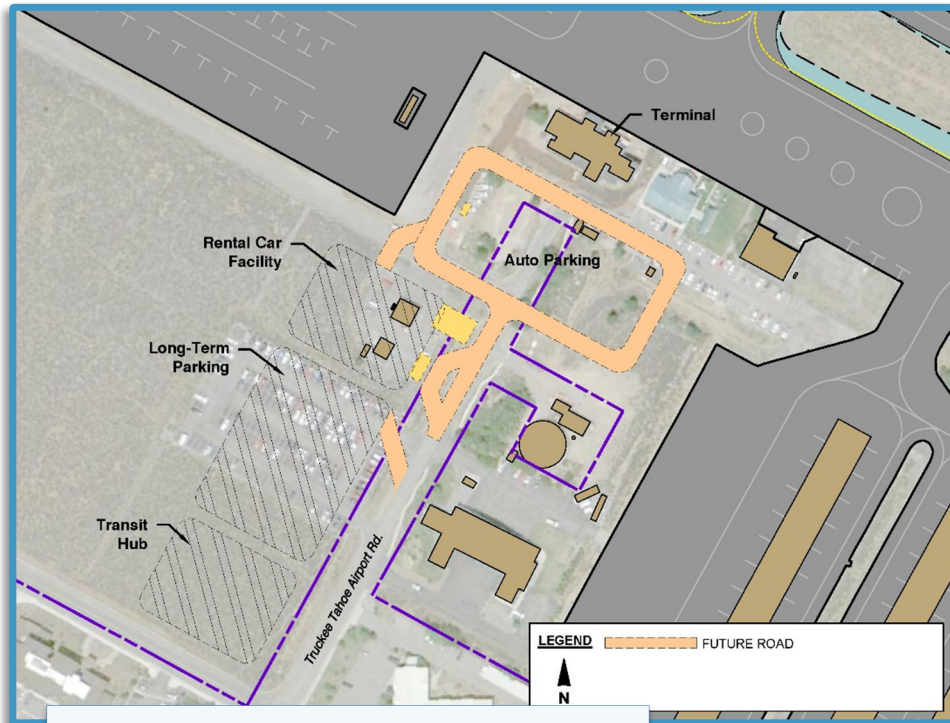 Terminal
Rental Car
Facility
Auto Parking
Long-Term
Parking
Transit
Hub
Truckee Tahoe Airport Rd.
LEGEND
FUTURE ROAD
N